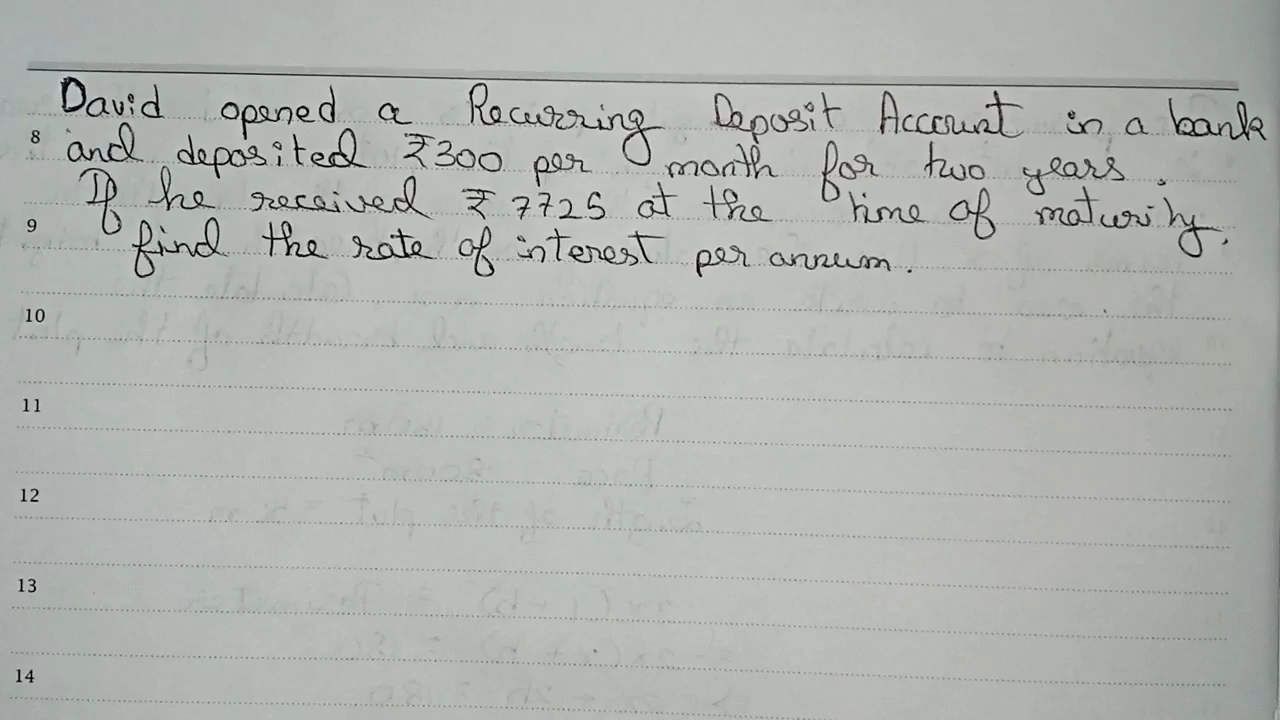 David opened a Recurring Deposit Account in a bank
8 and deposited ₹300 per month for two years.
If he received ₹7725 at the time of maturity,
9 find the rate of interest per annum.
10
11
12
13
14